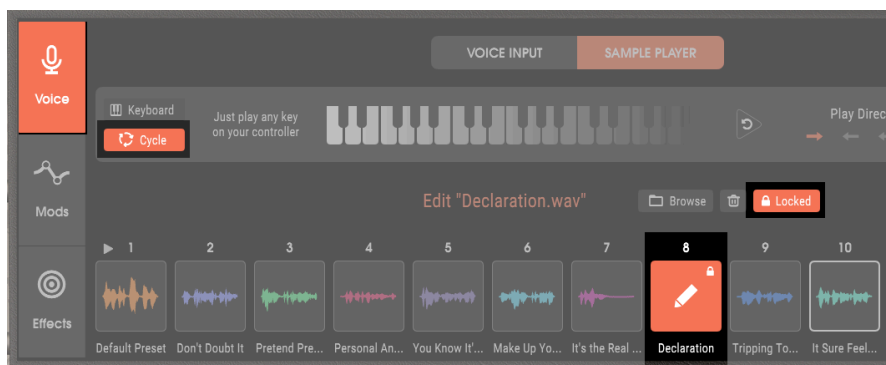 VOICE INPUT
SAMPLE PLAYER
Voice
Keyboard
Cycle
Just play any key
on your controller
Play Direc
Mods
Edit "Declaration.wav"
Browse
Locked
1 2 3 4 5 6 7 8 9 10
Effects
Default Preset Don't Doubt It Pretend Pre... Personal An... You Know It'... Make Up Yo... It's the Real ... Declaration Tripping To... It Sure Feel...